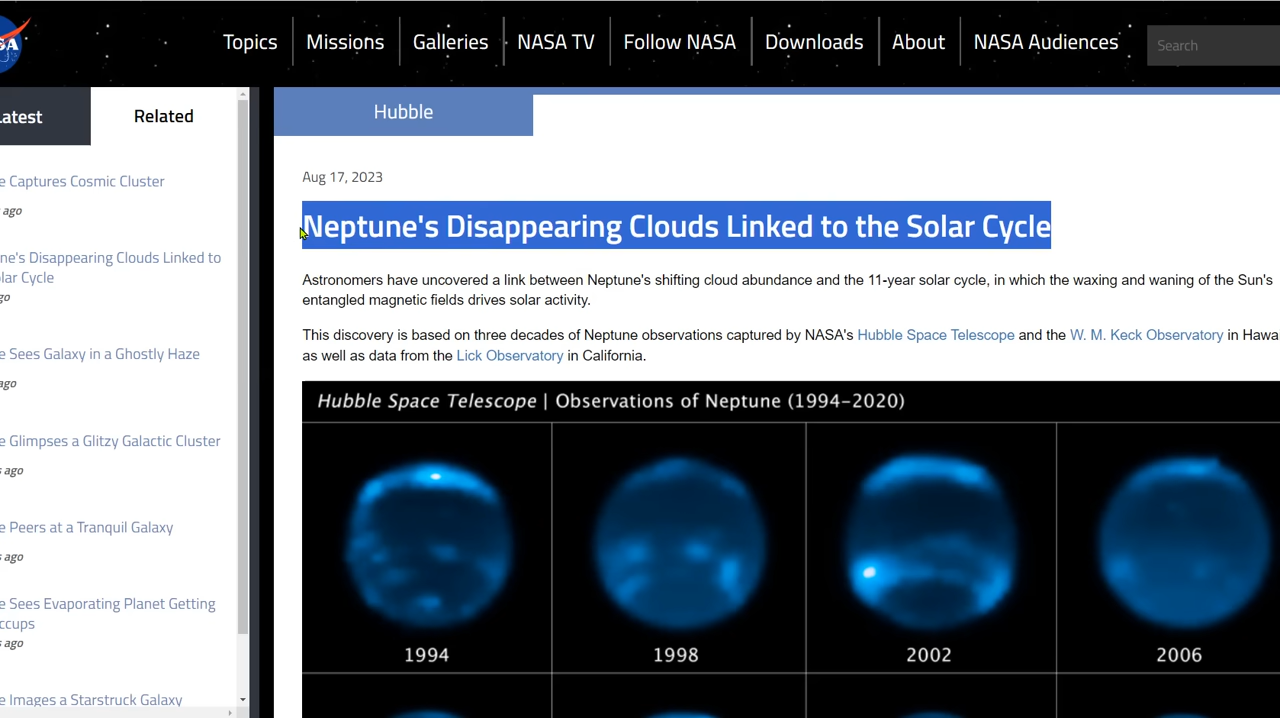 Topics
Missions
Galleries
NASA TV
Follow NASA
Downloads
About
NASA Audiences
Search
Related
Hubble
Captures Cosmic Cluster
ago
Disappearing Clouds Linked to
Cycle
Sees Galaxy in a Ghostly Haze
ago
Glimpses a Glitzy Galactic Cluster
ago
Peers at a Tranquil Galaxy
ago
Sees Evaporating Planet Getting
ago
Images a Starstruck Galaxy
Aug 17, 2023
Neptune's Disappearing Clouds Linked to the Solar Cycle
Astronomers have uncovered a link between Neptune's shifting cloud abundance and the 11-year solar cycle, in which the waxing and waning of the Sun's
entangled magnetic fields drives solar activity.
This discovery is based on three decades of Neptune observations captured by NASA's Hubble Space Telescope and the W. M. Keck Observatory in
as well as data from the Lick Observatory in California.
Hubble Space Telescope | Observations of Neptune (1994–2020)
1994
1998
2002
2006